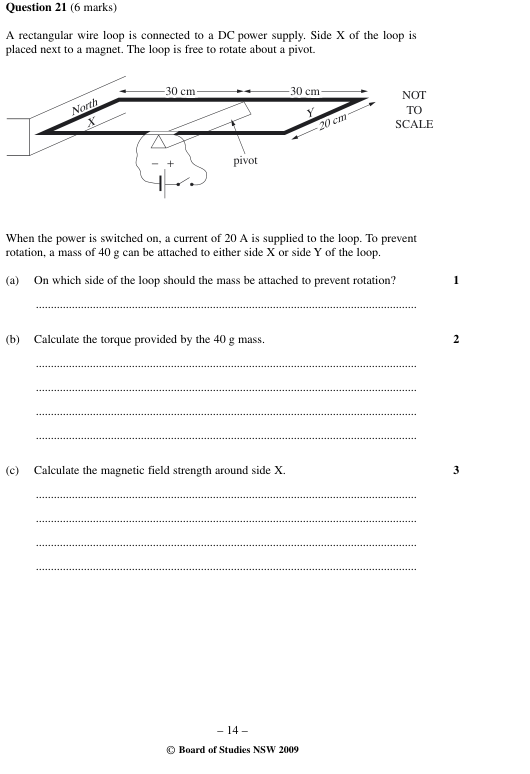 Question 21 (6 marks)
A rectangular wire loop is connected to a DC power supply. Side X of the loop is
placed next to a magnet. The loop is free to rotate about a pivot.
30 cm
30 cm
NOT
TO
SCALE
North
X
Y
20 cm
– +
pivot
When the power is switched on, a current of 20 A is supplied to the loop. To prevent
rotation, a mass of 40 g can be attached to either side X or side Y of the loop.
(a) On which side of the loop should the mass be attached to prevent rotation? 1
................................................................................
(b) Calculate the torque provided by the 40 g mass. 2
................................................................................
................................................................................
................................................................................
................................................................................
(c) Calculate the magnetic field strength around side X. 3
................................................................................
................................................................................
................................................................................
................................................................................
– 14 –
© Board of Studies NSW 2009